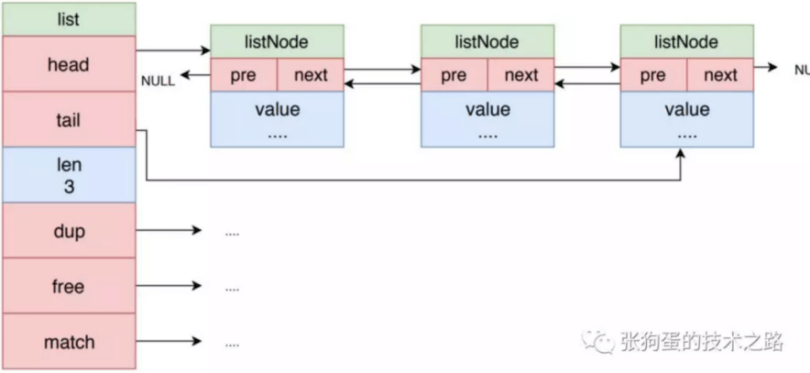 list
head
tail
len
3
dup
free
match
NULL
listNode
pre next
value
....
listNode
pre next
value
....
listNode
pre next
value
....
NU
....
....
....
张狗蛋的技术之路